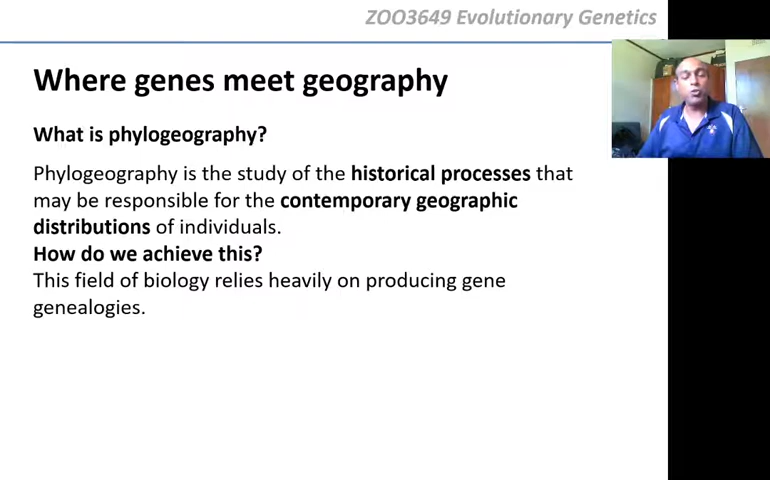 ZOO3649 Evolutionary Genetics
Where genes meet geography
What is phylogeography?
Phylogeography is the study of the historical processes that
may be responsible for the contemporary geographic
distributions of individuals.
How do we achieve this?
This field of biology relies heavily on producing gene
genealogies.